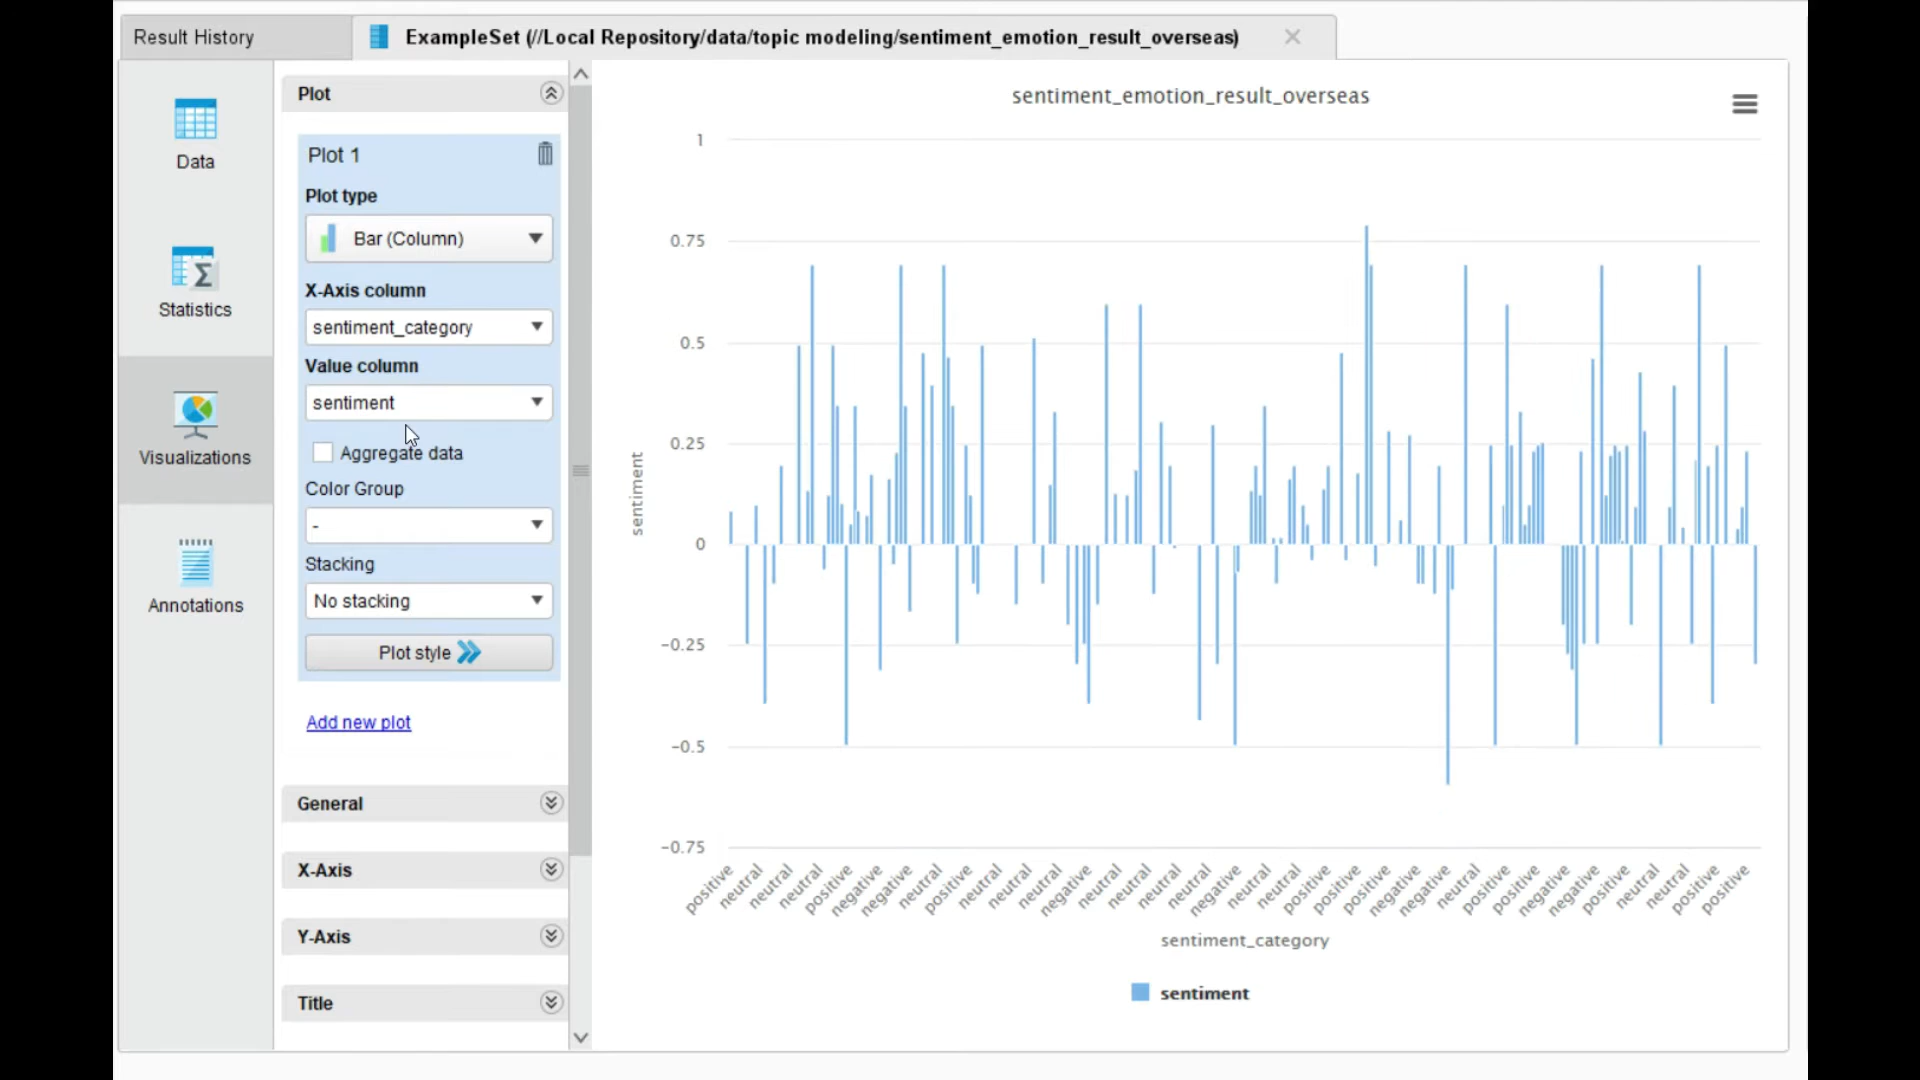 Result History
ExampleSet (//Local Repository/data/topic modeling/sentiment_emotion_result_overseas)
Data
Statistics
Visualizations
Annotations
Plot
Plot 1
Plot type
Bar (Column)
X-Axis column
sentiment_category
Value column
sentiment
Aggregate data
Color Group
-
Stacking
No stacking
Plot style
Add new plot
General
X-Axis
Y-Axis
Title
sentiment_emotion_result_overseas
1
0.75
0.5
0.25
0
-0.25
-0.5
-0.75
sentiment
positive
neutral
neutral
neutral
positive
negative
negative
neutral
positive
neutral
neutral
neutral
negative
neutral
neutral
neutral
neutral
negative
neutral
neutral
positive
positive
positive
negative
negative
neutral
positive
positive
negative
negative
positive
neutral
neutral
positive
positive
sentiment_category
sentiment